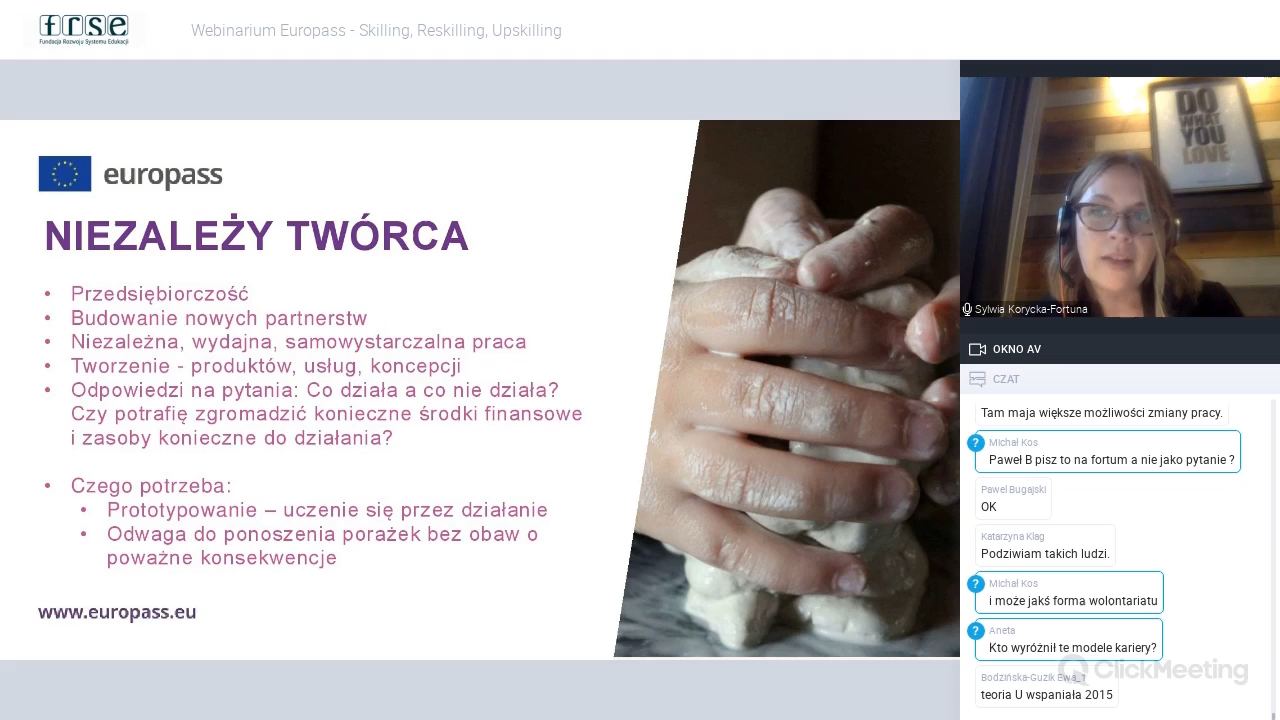 frse
Fundacja Rozwoju Systemu Edukacji
Webinarium Europass - Skilling, Reskilling, Upskilling
europass
NIEZALEŻY TWÓRCA
• Przedsiębiorczość
• Budowanie nowych partnerstw
• Niezależna, wydajna, samowystarczalna praca
• Tworzenie - produktów, usług, koncepcji
• Odpowiedzi na pytania: Co działa a co nie działa?
Czy potrafię zgromadzić konieczne środki finansowe
i zasoby konieczne do działania?
• Czego potrzeba:
• Prototypowanie – uczenie się przez działanie
• Odwaga do ponoszenia porażek bez obaw o
poważne konsekwencje
www.europass.eu
DO
WHAT
YOU
LOVE
Sylwia Korycka-Fortuna
OKNO AV
CZAT
Tam maja większe możliwości zmiany pracy.
?
Michał Kos
Paweł B pisz to na fortum a nie jako pytanie ?
Pawel Bugajski
OK
Katarzyna Klag
Podziwiam takich ludzi.
?
Michał Kos
i może jakś forma wolontariatu
?
Aneta
Kto wyróżnił te modele kariery?
ClickMeeting
Bodzińska-Guzik Ewa_1
teoria U wspaniała 2015